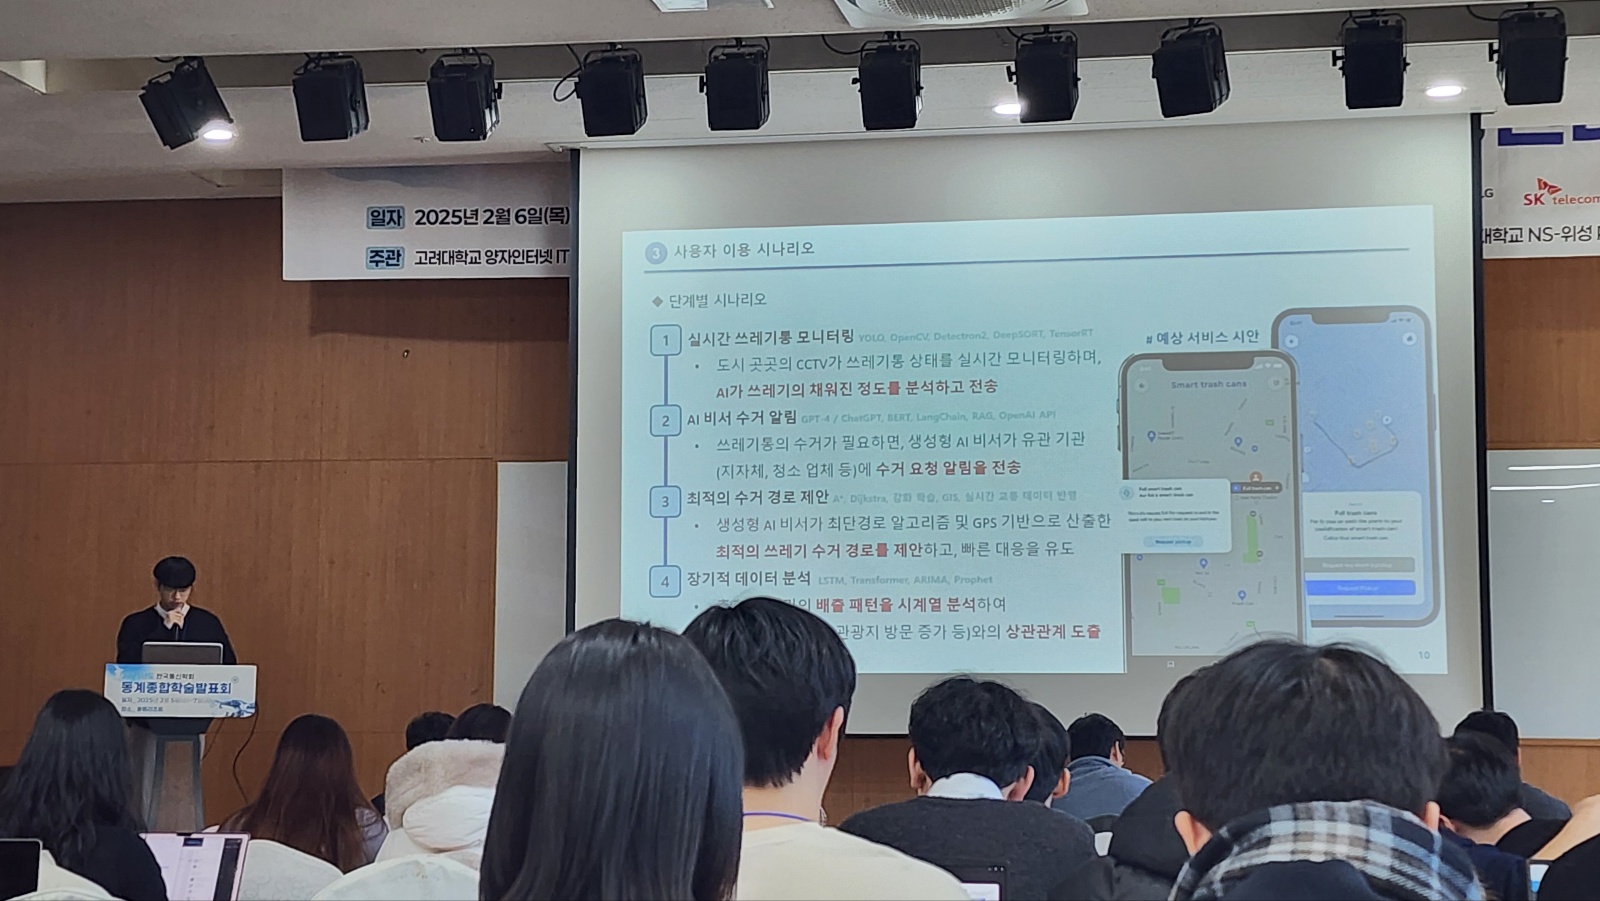 일자 2025년 2월 6일(목)
주관 고려대학교 양자인터넷 IT
SK telecom
대학교 NS-위성
3 사용자 이용 시나리오
◆ 단계별 시나리오
1 실시간 쓰레기통 모니터링 YOLO, OpenCV, Detectron2, DeepSORT, TensorRT
• 도시 곳곳의 CCTV가 쓰레기통 상태를 실시간 모니터링하며,
AI가 쓰레기의 채워진 정도를 분석하고 전송
2 AI 비서 수거 알림 GPT-4 / ChatGPT, BERT, LangChain, RAG, OpenAI API
• 쓰레기통의 수거가 필요하면, 생성형 AI 비서가 유관 기관
(지자체, 청소 업체 등)에 수거 요청 알림을 전송
3 최적의 수거 경로 제안 A*, Dijkstra, 강화 학습, GIS, 실시간 교통 데이터 반영
• 생성형 AI 비서가 최단경로 알고리즘 및 GPS 기반으로 산출한
최적의 쓰레기 수거 경로를 제안하고, 빠른 대응을 유도
4 장기적 데이터 분석 LSTM, Transformer, ARIMA, Prophet
배출 패턴을 시계열 분석하여
관광지 방문 증가 등)와의 상관관계 도출
# 예상 서비스 시안
Smart trash cans
Full smart trash cans
Request pickup
Full trash cans
Request Pickup
10
한국통신학회
동계종합학술발표회